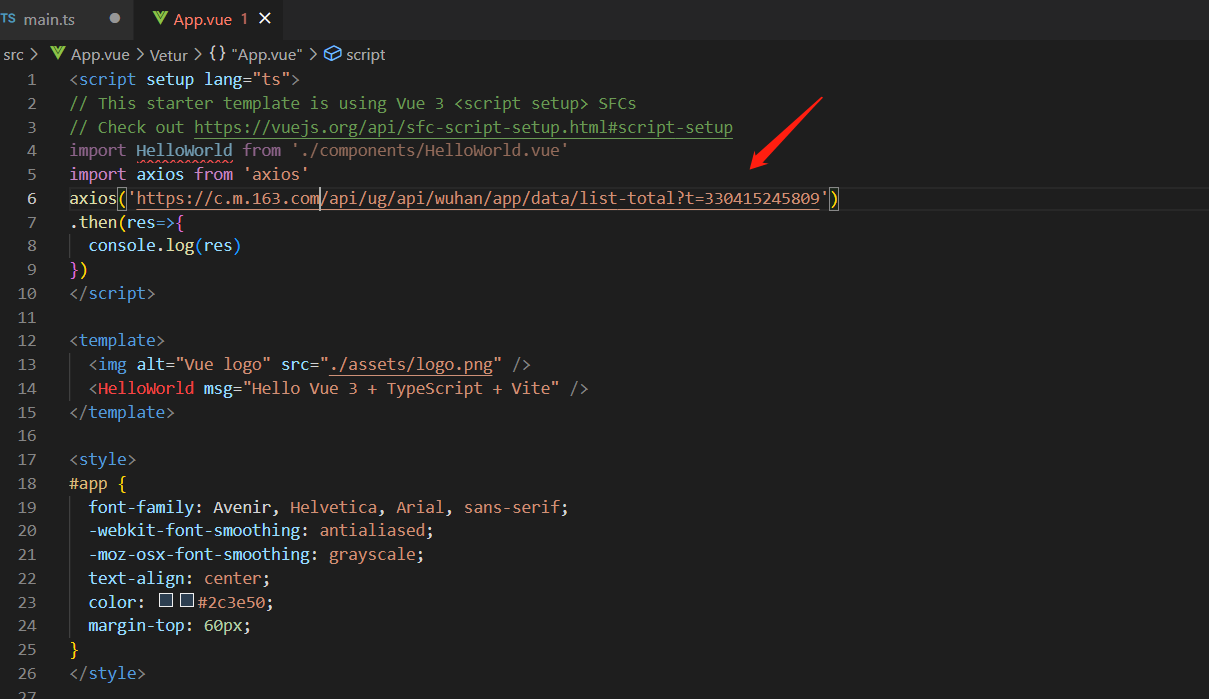 TS main.ts ● App.vue 1 ×
src > App.vue > Vetur > {} "App.vue" > script
1 <script setup lang="ts">
2 // This starter template is using Vue 3 <script setup> SFCs
3 // Check out https://vuejs.org/api/sfc-script-setup.html#script-setup
4 import HelloWorld from './components/HelloWorld.vue'
5 import axios from 'axios'
6 axios('https://c.m.163.com/api/ug/api/wuhan/app/data/list-total?t=330415245809')
7 .then(res=>{
8   console.log(res)
9 })
10 </script>
11
12 <template>
13   <img alt="Vue logo" src="./assets/logo.png" />
14   <HelloWorld msg="Hello Vue 3 + TypeScript + Vite" />
15 </template>
16
17 <style>
18 #app {
19   font-family: Avenir, Helvetica, Arial, sans-serif;
20   -webkit-font-smoothing: antialiased;
21   -moz-osx-font-smoothing: grayscale;
22   text-align: center;
23   color: #2c3e50;
24   margin-top: 60px;
25 }
26 </style>
27